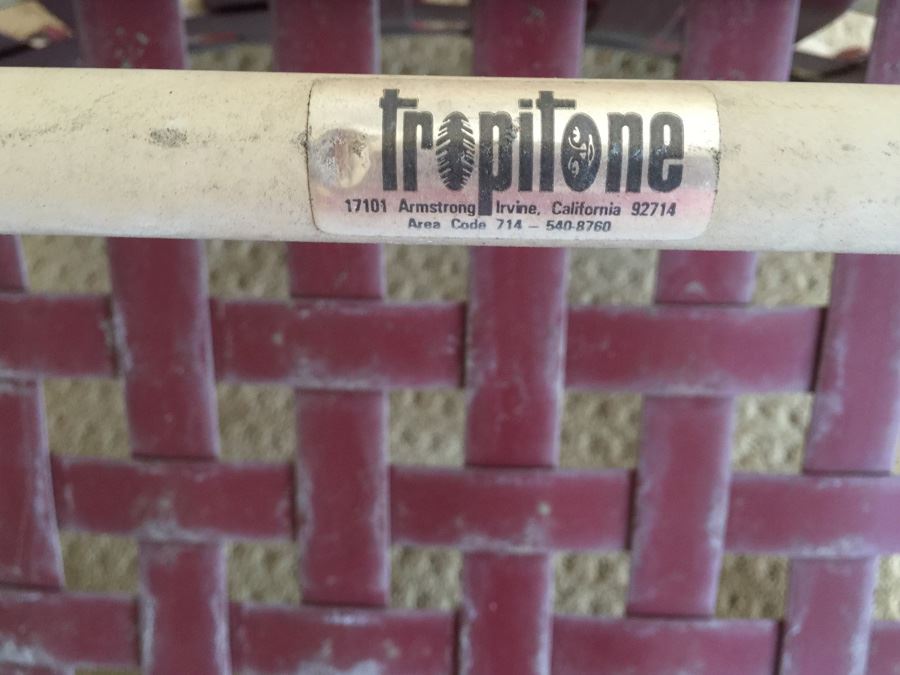 tropitone
17101 Armstrong Irvine, California 92714
Area Code 714 – 540-8760